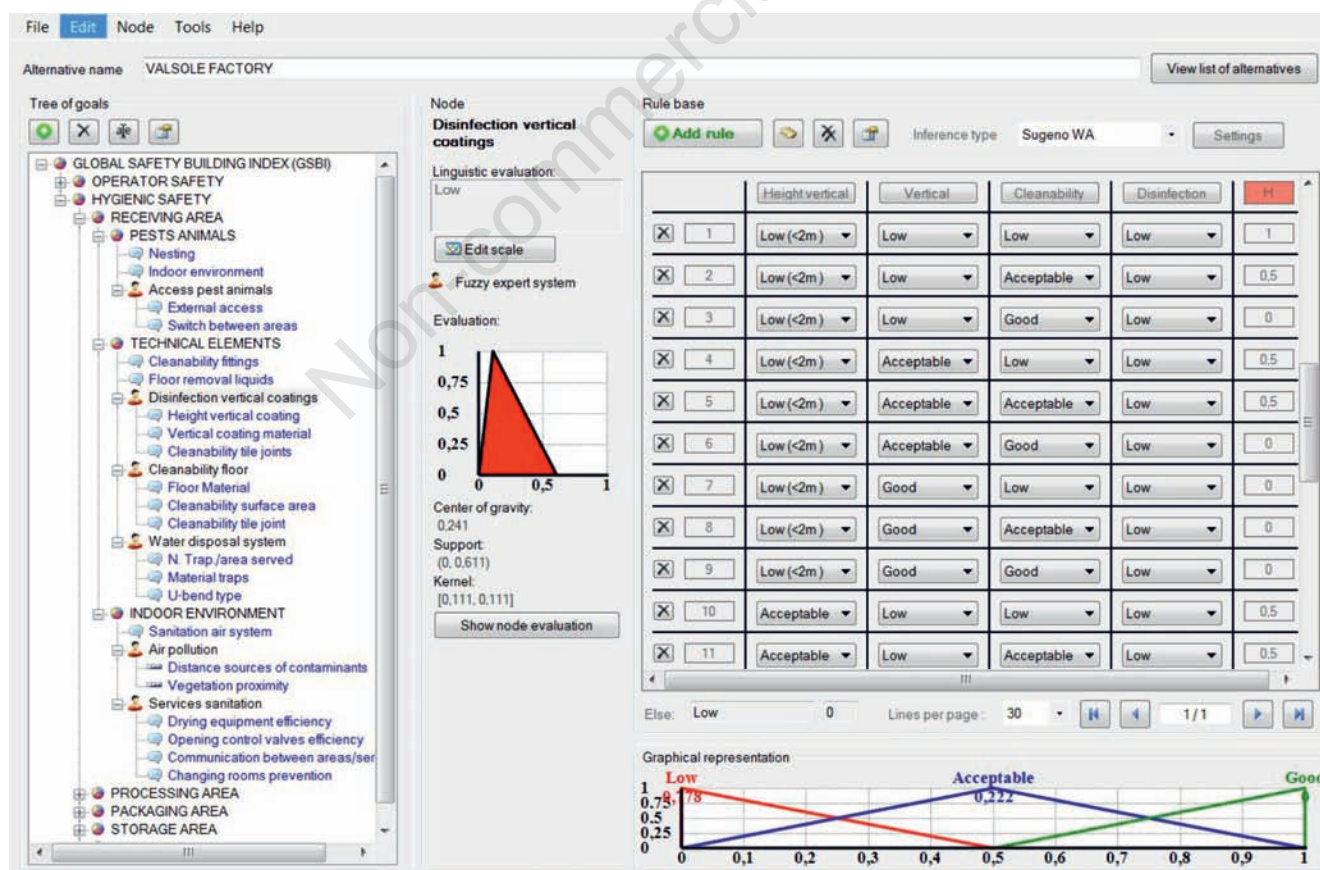 File Edit Node Tools Help
Alternative name VALSOLE FACTORY View list of alternatives
Tree of goals
GLOBAL SAFETY BUILDING INDEX (GSBI)
OPERATOR SAFETY
HYGIENIC SAFETY
RECEIVING AREA
PESTS ANIMALS
Nesting
Indoor environment
Access pest animals
External access
Switch between areas
TECHNICAL ELEMENTS
Cleanability fittings
Floor removal liquids
Disinfection vertical coatings
Height vertical coating
Vertical coating material
Cleanability tile joints
Cleanability floor
Floor Material
Cleanability surface area
Cleanability tile joint
Water disposal system
N. Trap./area served
Material traps
U-bend type
INDOOR ENVIRONMENT
Sanitation air system
Air pollution
Distance sources of contaminants
Vegetation proximity
Services sanitation
Drying equipment efficiency
Opening control valves efficiency
Communication between areas/ser
Changing rooms prevention
PROCESSING AREA
PACKAGING AREA
STORAGE AREA
Node
Disinfection vertical
coatings
Linguistic evaluation:
Low
Edit scale
Fuzzy expert system
Evaluation:
1
0,75
0,5
0,25
0
0 0,5 1
Center of gravity:
0,241
Support:
(0, 0,611)
Kernel:
[0,111, 0,111]
Show node evaluation
Rule base
Add rule Inference type Sugeno WA Settings
Height vertical Vertical Cleanability Disinfection H
1 Low (<2m) Low Low Low 1
2 Low (<2m) Low Acceptable Low 0,5
3 Low (<2m) Low Good Low 0
4 Low (<2m) Acceptable Low Low 0,5
5 Low (<2m) Acceptable Acceptable Low 0,5
6 Low (<2m) Acceptable Good Low 0
7 Low (<2m) Good Low Low 0
8 Low (<2m) Good Acceptable Low 0
9 Low (<2m) Good Good Low 0
10 Acceptable Low Low Low 0,5
11 Acceptable Low Acceptable Low 0,5
Else: Low 0 Lines per page: 30 1/1
Graphical representation
Low Acceptable Good
0,778 0,222 0
1
0.75
0.5
0,25
0
0 0,1 0,2 0,3 0,4 0,5 0,6 0,7 0,8 0,9 1
Non-commerci